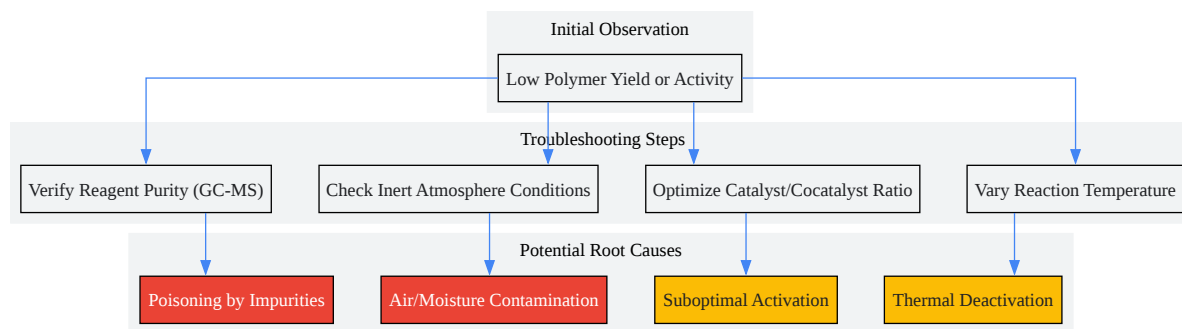 Initial Observation
Low Polymer Yield or Activity
Troubleshooting Steps
Verify Reagent Purity (GC-MS)
Check Inert Atmosphere Conditions
Optimize Catalyst/Cocatalyst Ratio
Vary Reaction Temperature
Potential Root Causes
Poisoning by Impurities
Air/Moisture Contamination
Suboptimal Activation
Thermal Deactivation